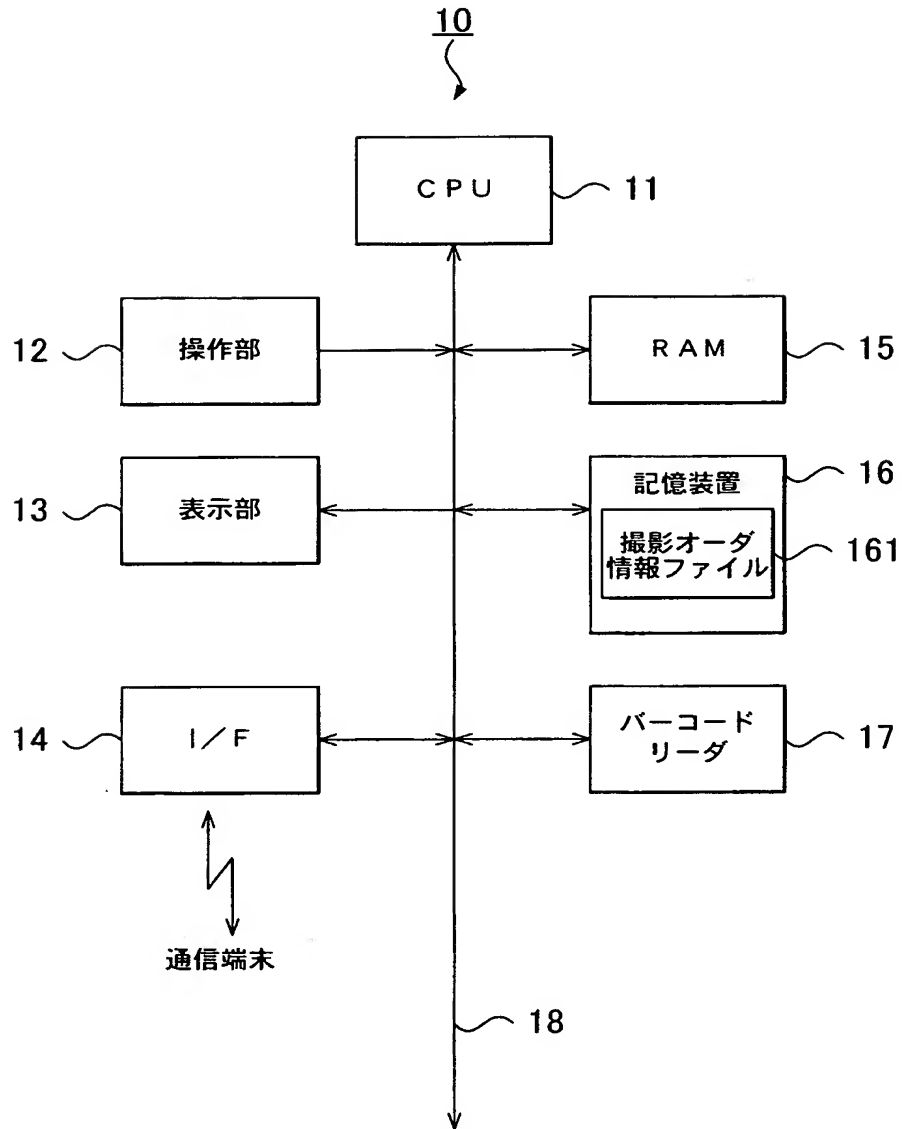 10
CPU
11
操作部
12
RAM
15
表示部
13
記憶装置
16
撮影オーダ
情報ファイル
161
I/F
14
バーコード
リーダ
17
通信端末
18